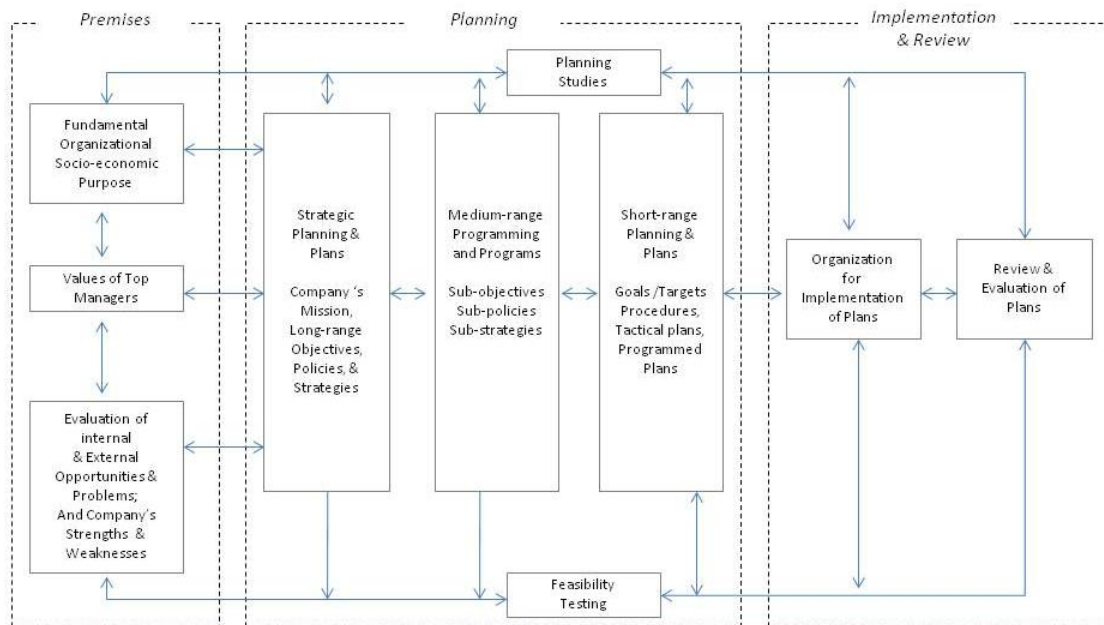 Premises
Planning
Implementation
& Review
Planning
Studies
Fundamental
Organizational
Socio-economic
Purpose
Values of Top
Managers
Evaluation of
internal
& External
Opportunities &
Problems;
And Company's
Strengths &
Weaknesses
Strategic
Planning & Plans
Company 's
Mission,
Long-range
Objectives,
Policies, &
Strategies
Medium-range
Programming
and Programs
Sub-objectives
Sub-policies
Sub-strategies
Short-range
Planning &
Plans
Goals /Targets
Procedures,
Tactical plans,
Programmed
Plans
Organization
for
Implementation
of Plans
Review &
Evaluation of
Plans
Feasibility
Testing